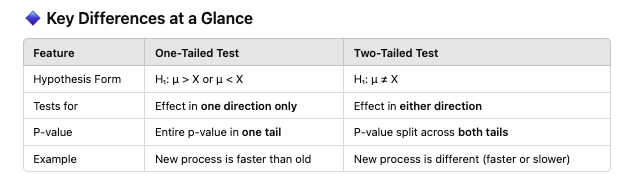 Key Differences at a Glance
Feature One-Tailed Test Two-Tailed Test
Hypothesis Form H₁: μ > X or μ < X H₁: μ ≠ X
Tests for Effect in one direction only Effect in either direction
P-value Entire p-value in one tail P-value split across both tails
Example New process is faster than old New process is different (faster or slower)